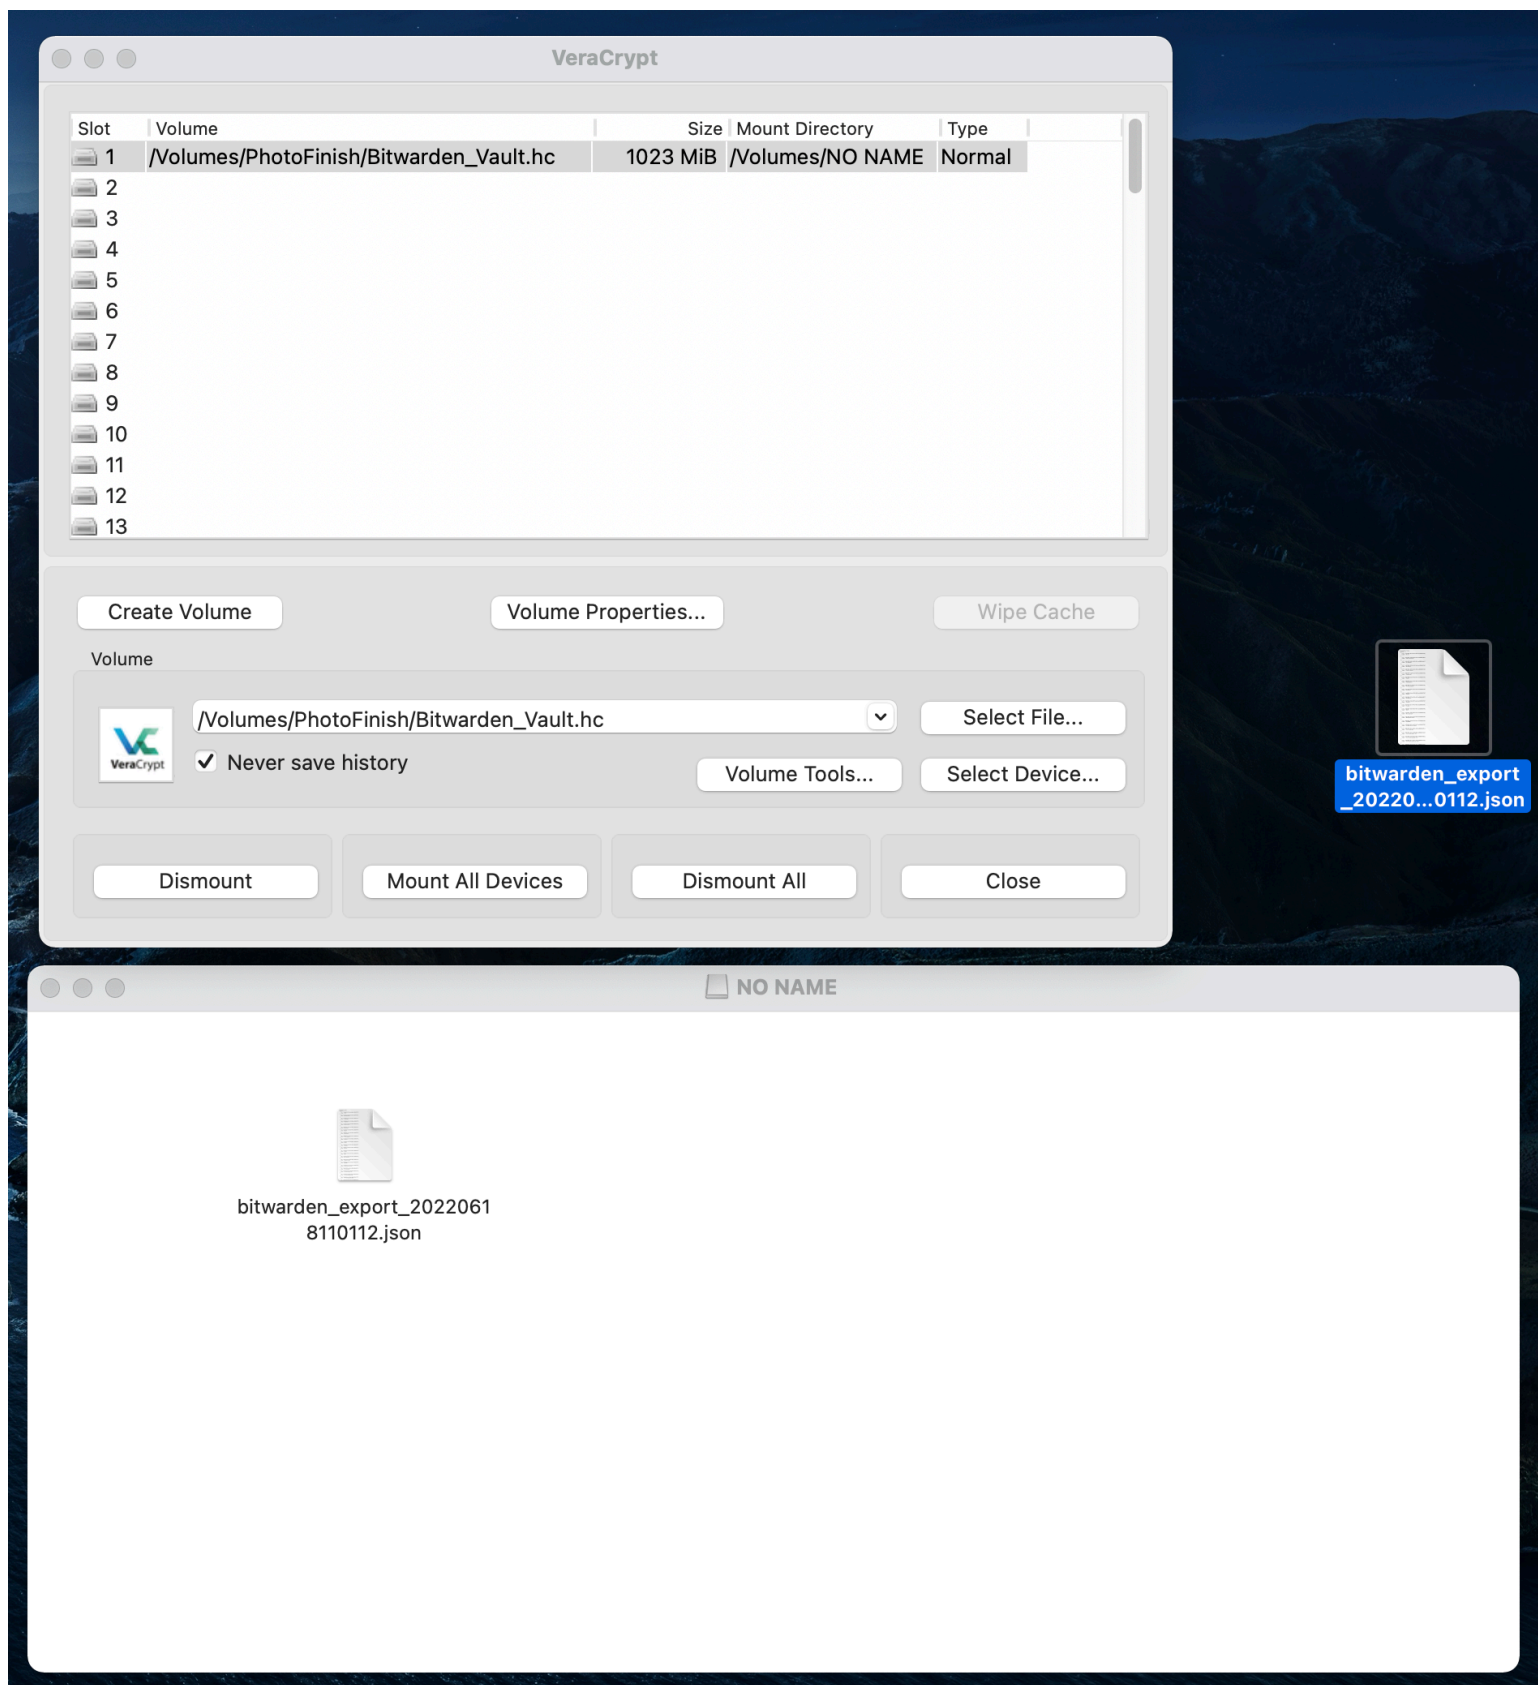 VeraCrypt
Slot Volume Size Mount Directory Type
1 /Volumes/PhotoFinish/Bitwarden_Vault.hc 1023 MiB /Volumes/NO NAME Normal
2
3
4
5
6
7
8
9
10
11
12
13
Create Volume Volume Properties... Wipe Cache
Volume
/Volumes/PhotoFinish/Bitwarden_Vault.hc Select File...
VeraCrypt
Never save history
Volume Tools... Select Device...
bitwarden_export
_20220...0112.json
Dismount Mount All Devices Dismount All Close
NO NAME
bitwarden_export_2022061
8110112.json